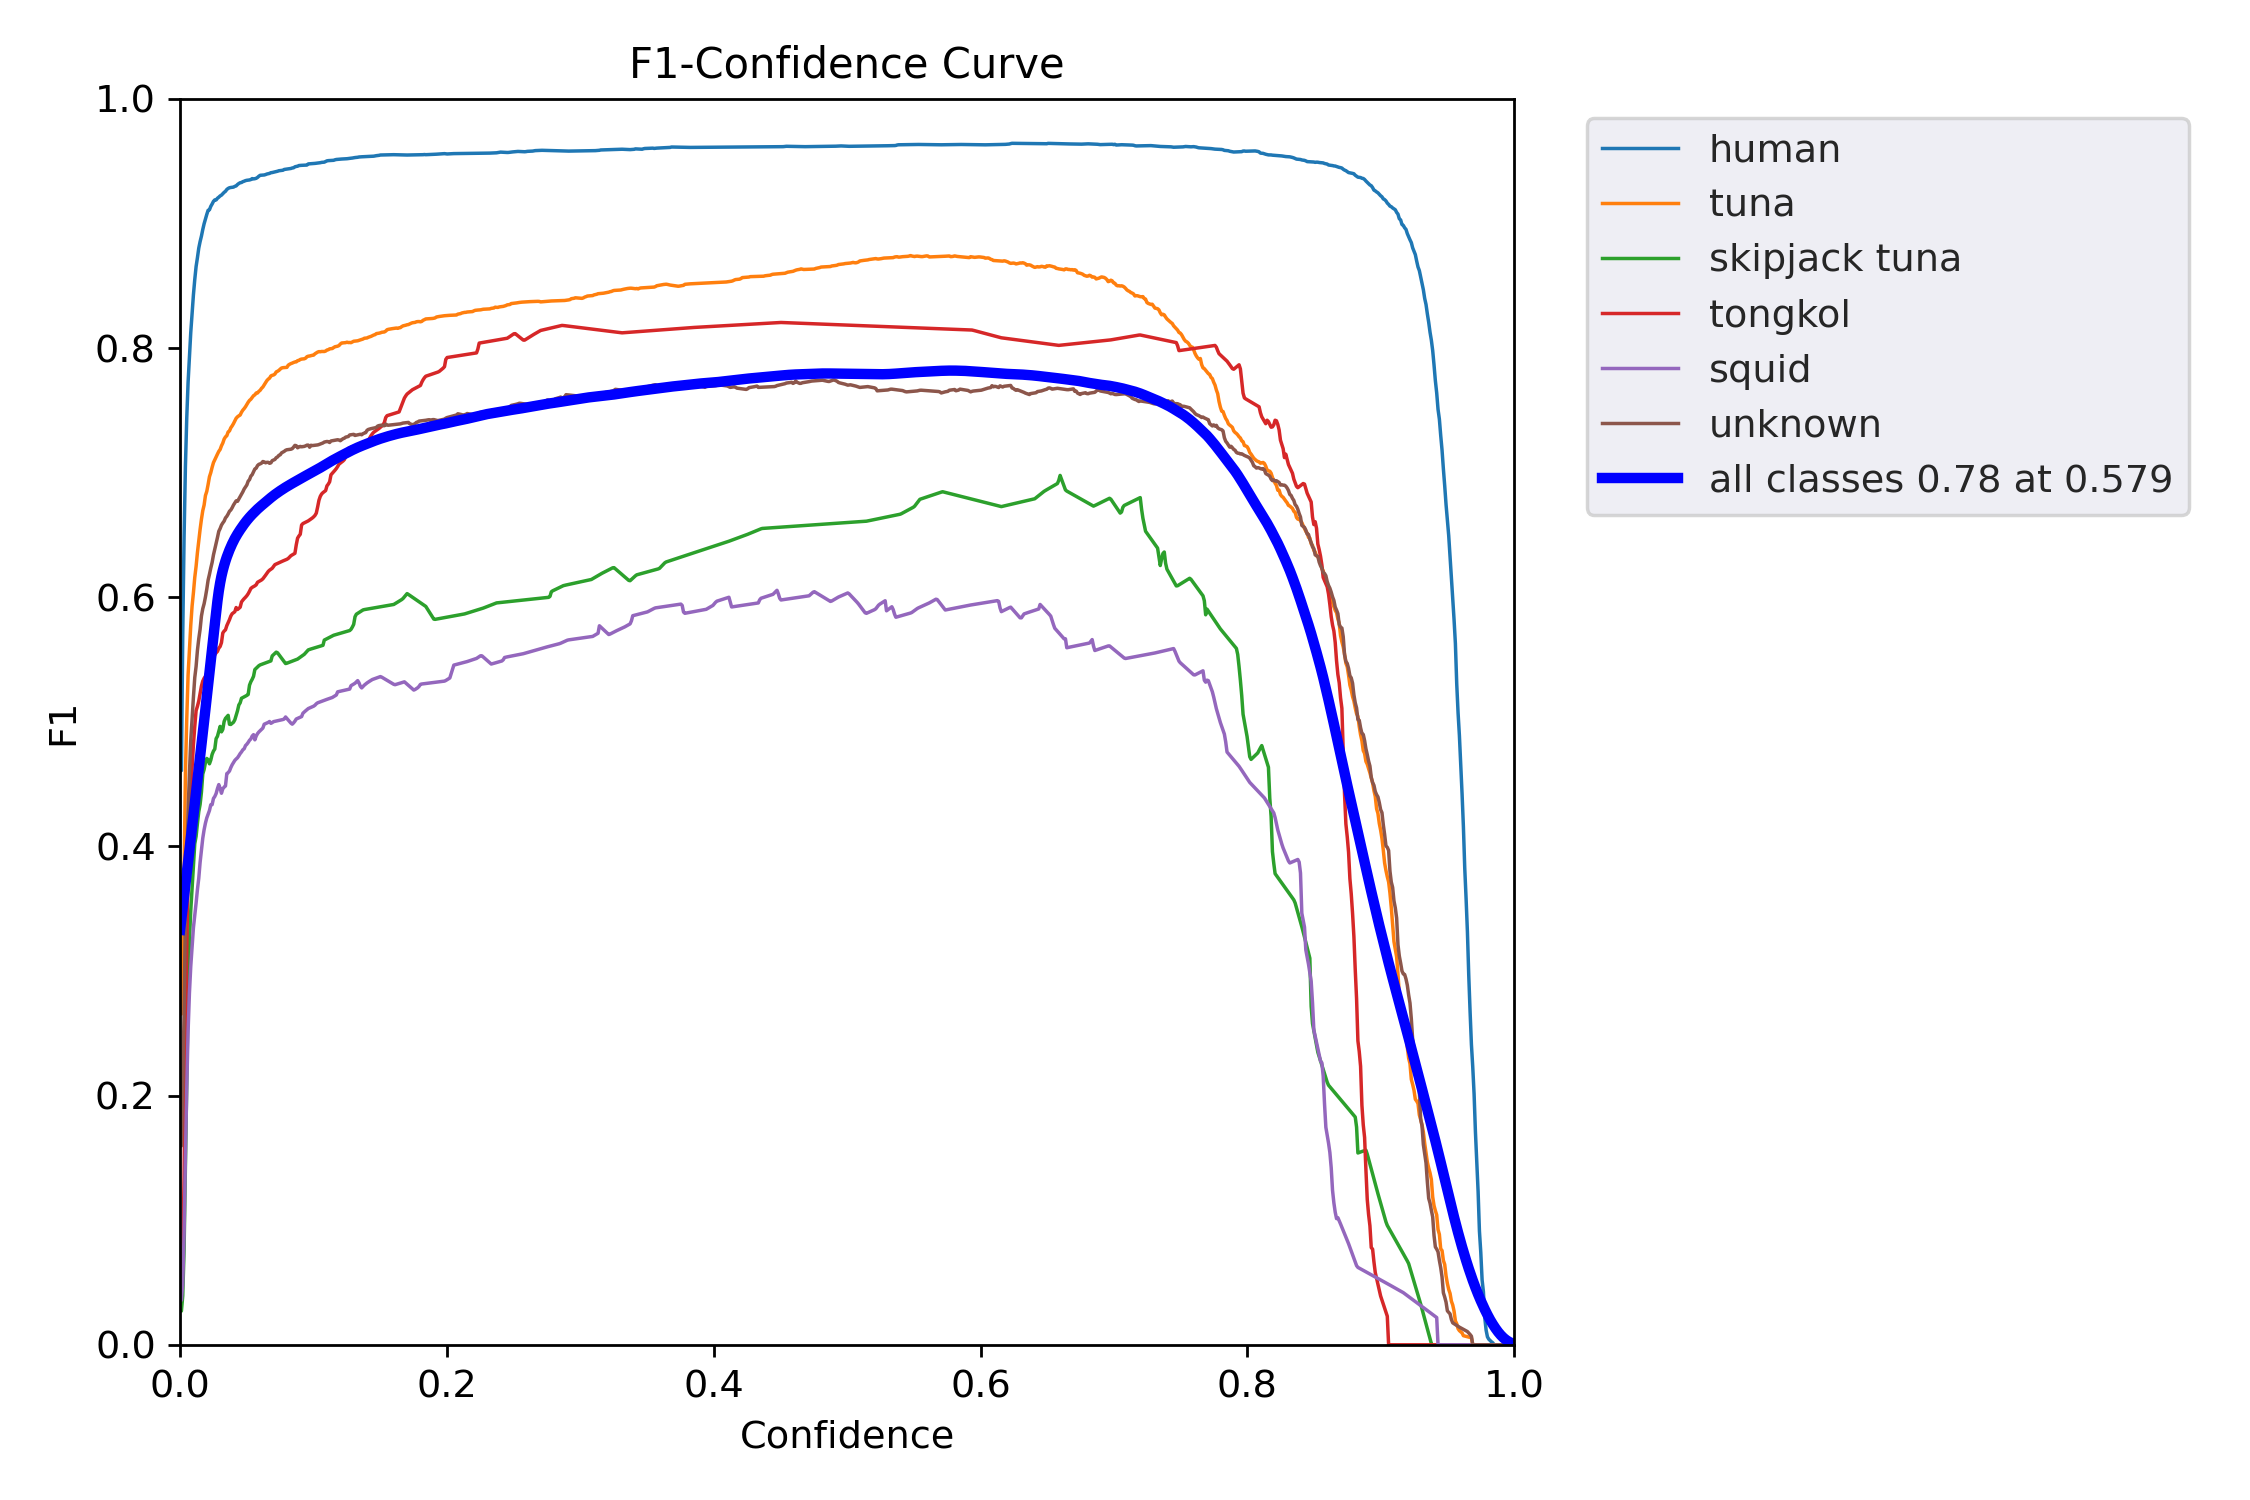 F1-Confidence Curve
1.0
0.8
0.6
0.4
0.2
0.0
F1
0.0 0.2 0.4 0.6 0.8 1.0
Confidence
human
tuna
skipjack tuna
tongkol
squid
unknown
all classes 0.78 at 0.579